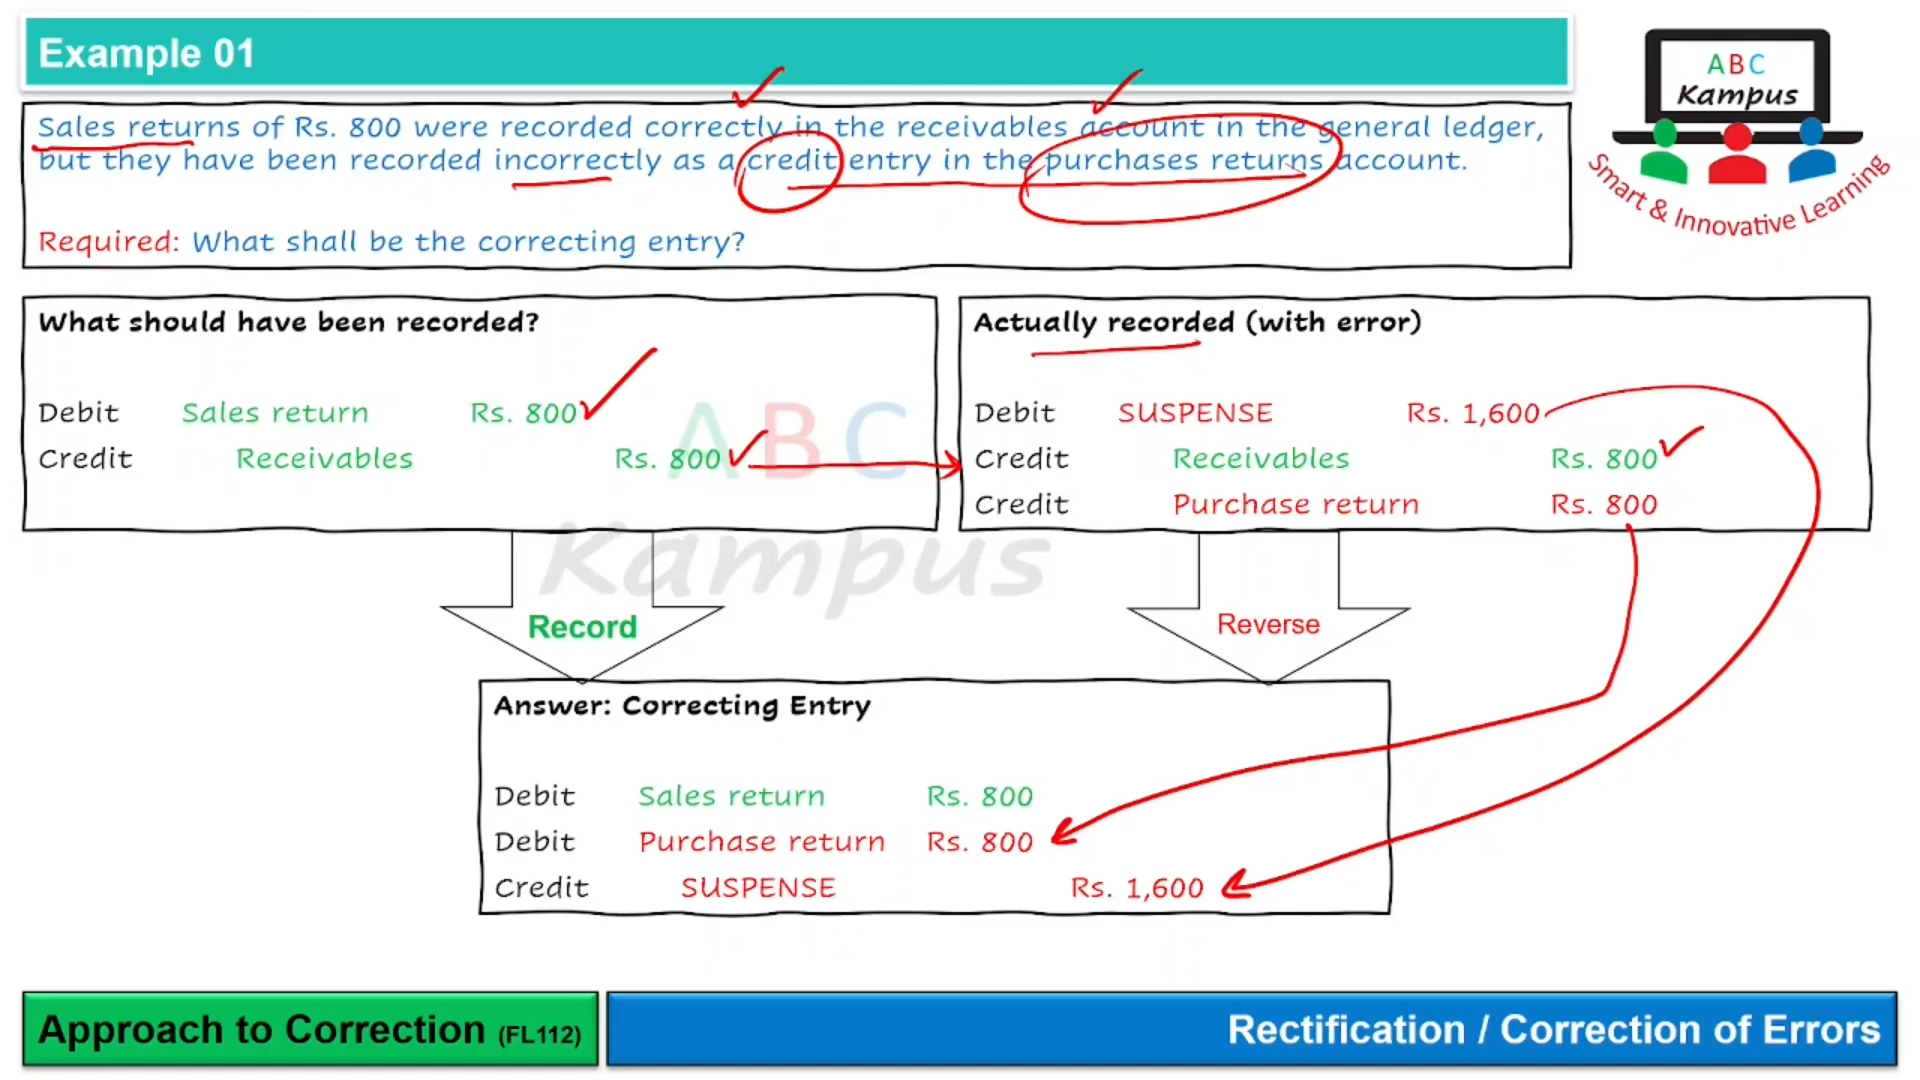 Example 01
ABC
Kampus
Smart & Innovative Learning
Sales returns of Rs. 800 were recorded correctly in the receivables account in the general ledger,
but they have been recorded incorrectly as a credit entry in the purchases returns account.
Required: What shall be the correcting entry?
What should have been recorded?
Debit Sales return Rs. 800
Credit Receivables Rs. 800
Actually recorded (with error)
Debit SUSPENSE Rs. 1,600
Credit Receivables Rs. 800
Credit Purchase return Rs. 800
ABC
Kampus
Record
Reverse
Answer: Correcting Entry
Debit Sales return Rs. 800
Debit Purchase return Rs. 800
Credit SUSPENSE Rs. 1,600
Approach to Correction (FL112)
Rectification / Correction of Errors